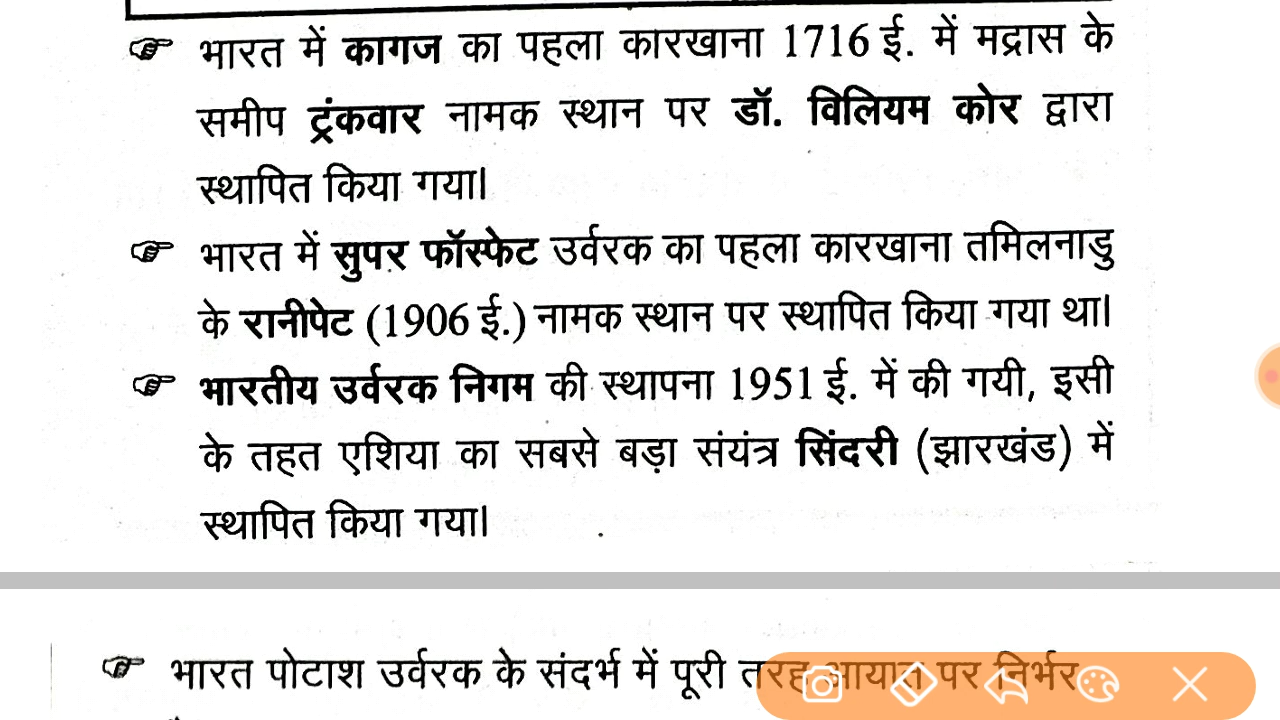 ☞ भारत में कागज का पहला कारखाना 1716 ई. में मद्रास के
समीप ट्रंकवार नामक स्थान पर डॉ. विलियम कोर द्वारा
स्थापित किया गया।
☞ भारत में सुपर फॉस्फेट उर्वरक का पहला कारखाना तमिलनाडु
के रानीपेट (1906 ई.) नामक स्थान पर स्थापित किया गया था।
☞ भारतीय उर्वरक निगम की स्थापना 1951 ई. में की गयी, इसी
के तहत एशिया का सबसे बड़ा संयंत्र सिंदरी (झारखंड) में
स्थापित किया गया।
☞ भारत पोटाश उर्वरक के संदर्भ में पूरी तरह आयात पर निर्भर